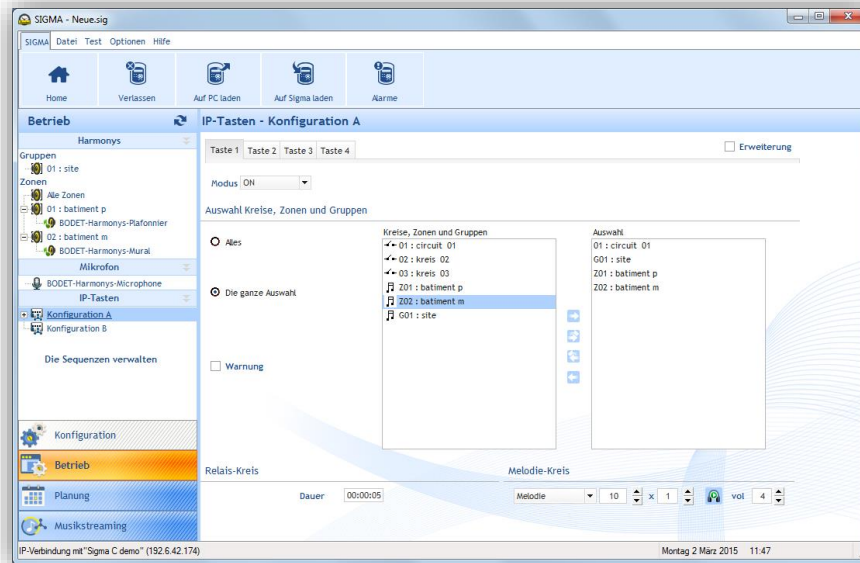 SIGMA - Neue.sig
SIGMA Datei Test Optionen Hilfe
Home Verlassen Auf PC laden Auf Sigma laden Alarme
Betrieb
Harmonys
Gruppen
01 : site
Zonen
Alle Zonen
01 : batiment p
BODET-Harmonys-Plafonnier
02 : batiment m
BODET-Harmonys-Mural
Mikrofon
BODET-Harmonys-Microphone
IP-Tasten
Konfiguration A
Konfiguration B
Die Sequenzen verwalten
Konfiguration
Betrieb
Planung
Musikstreaming
IP-Tasten - Konfiguration A
Taste 1 Taste 2 Taste 3 Taste 4
Erweiterung
Modus ON
Auswahl Kreise, Zonen und Gruppen
Alles
Die ganze Auswahl
Warnung
Kreise, Zonen und Gruppen
01 : circuit 01
02 : kreis 02
03 : kreis 03
Z01 : batiment p
Z02 : batiment m
G01 : site
Auswahl
01 : circuit 01
G01 : site
Z01 : batiment p
Z02 : batiment m
Relais-Kreis
Dauer 00:00:05
Melodie-Kreis
Melodie 10 x 1 vol 4
IP-Verbindung mit"Sigma C demo" (192.6.42.174)
Montag 2 März 2015 11:47